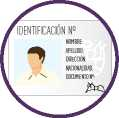 IDENTIFICACIÓN Nº
NOMBRE:
APELLIDO:
DIRECCIÓN:
NACIONALIDAD:
DOCUMENTO Nº: